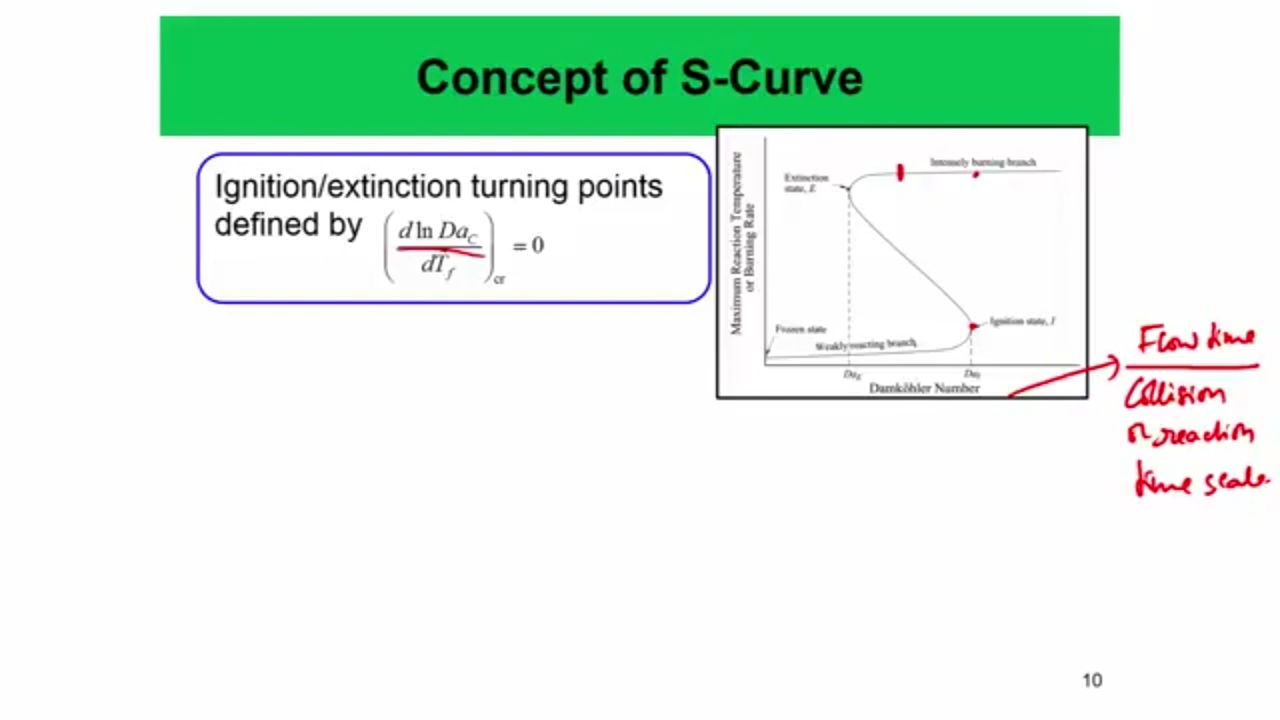 Concept of S-Curve
Ignition/extinction turning points
defined by (d ln Da_C / dT_f)_cr = 0
Maximum Reaction Temperature
or Burning Rate
Extinction
state, E
Intensely burning branch
Ignition state, I
Frozen state
Weakly reacting branch
Da_E
Da_I
Damköhler Number
Flow time
Collision
or reaction
time scale
10